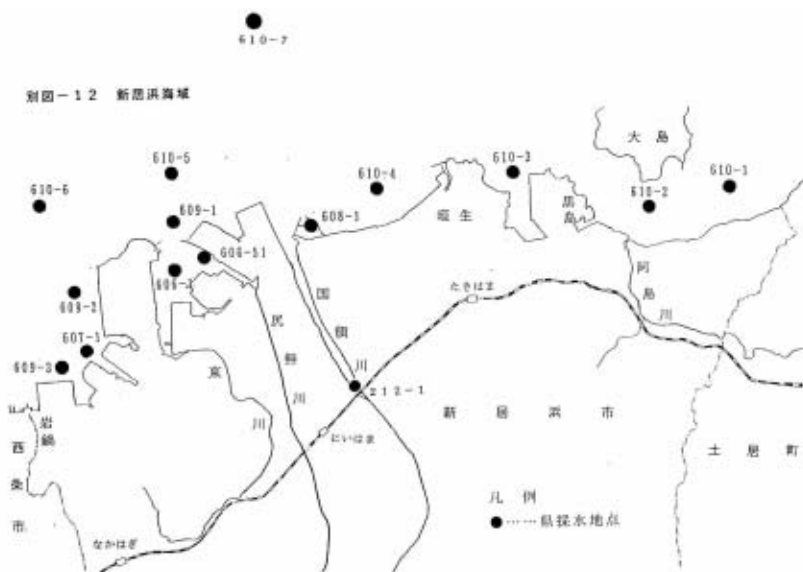 610-7
別図-12 新居浜海域
大島
610-5
610-3
610-4
610-1
610-6
610-2
609-1
608-1
垣生
黒島
606-51
阿島川
609-2
たきはま
国領川
607-1
尻無川
609-3
東川
212-1
新居浜市
岩鍋
にいはま
西条市
土居町
凡例
●……県採水地点
なかはぎ